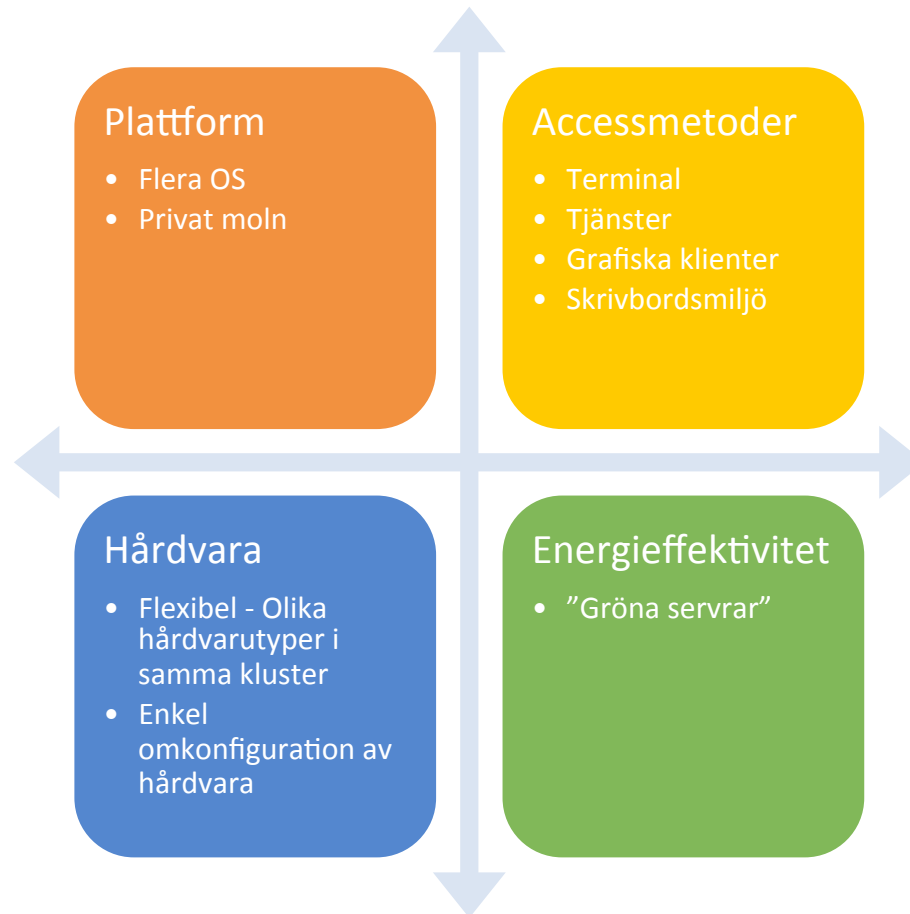 Plattform
• Flera OS
• Privat moln
Accessmetoder
• Terminal
• Tjänster
• Grafiska klienter
• Skrivbordsmiljö
Hårdvara
• Flexibel - Olika
hårdvarutyper i
samma kluster
• Enkel
omkonfiguration av
hårdvara
Energieffektivitet
• ”Gröna servrar”